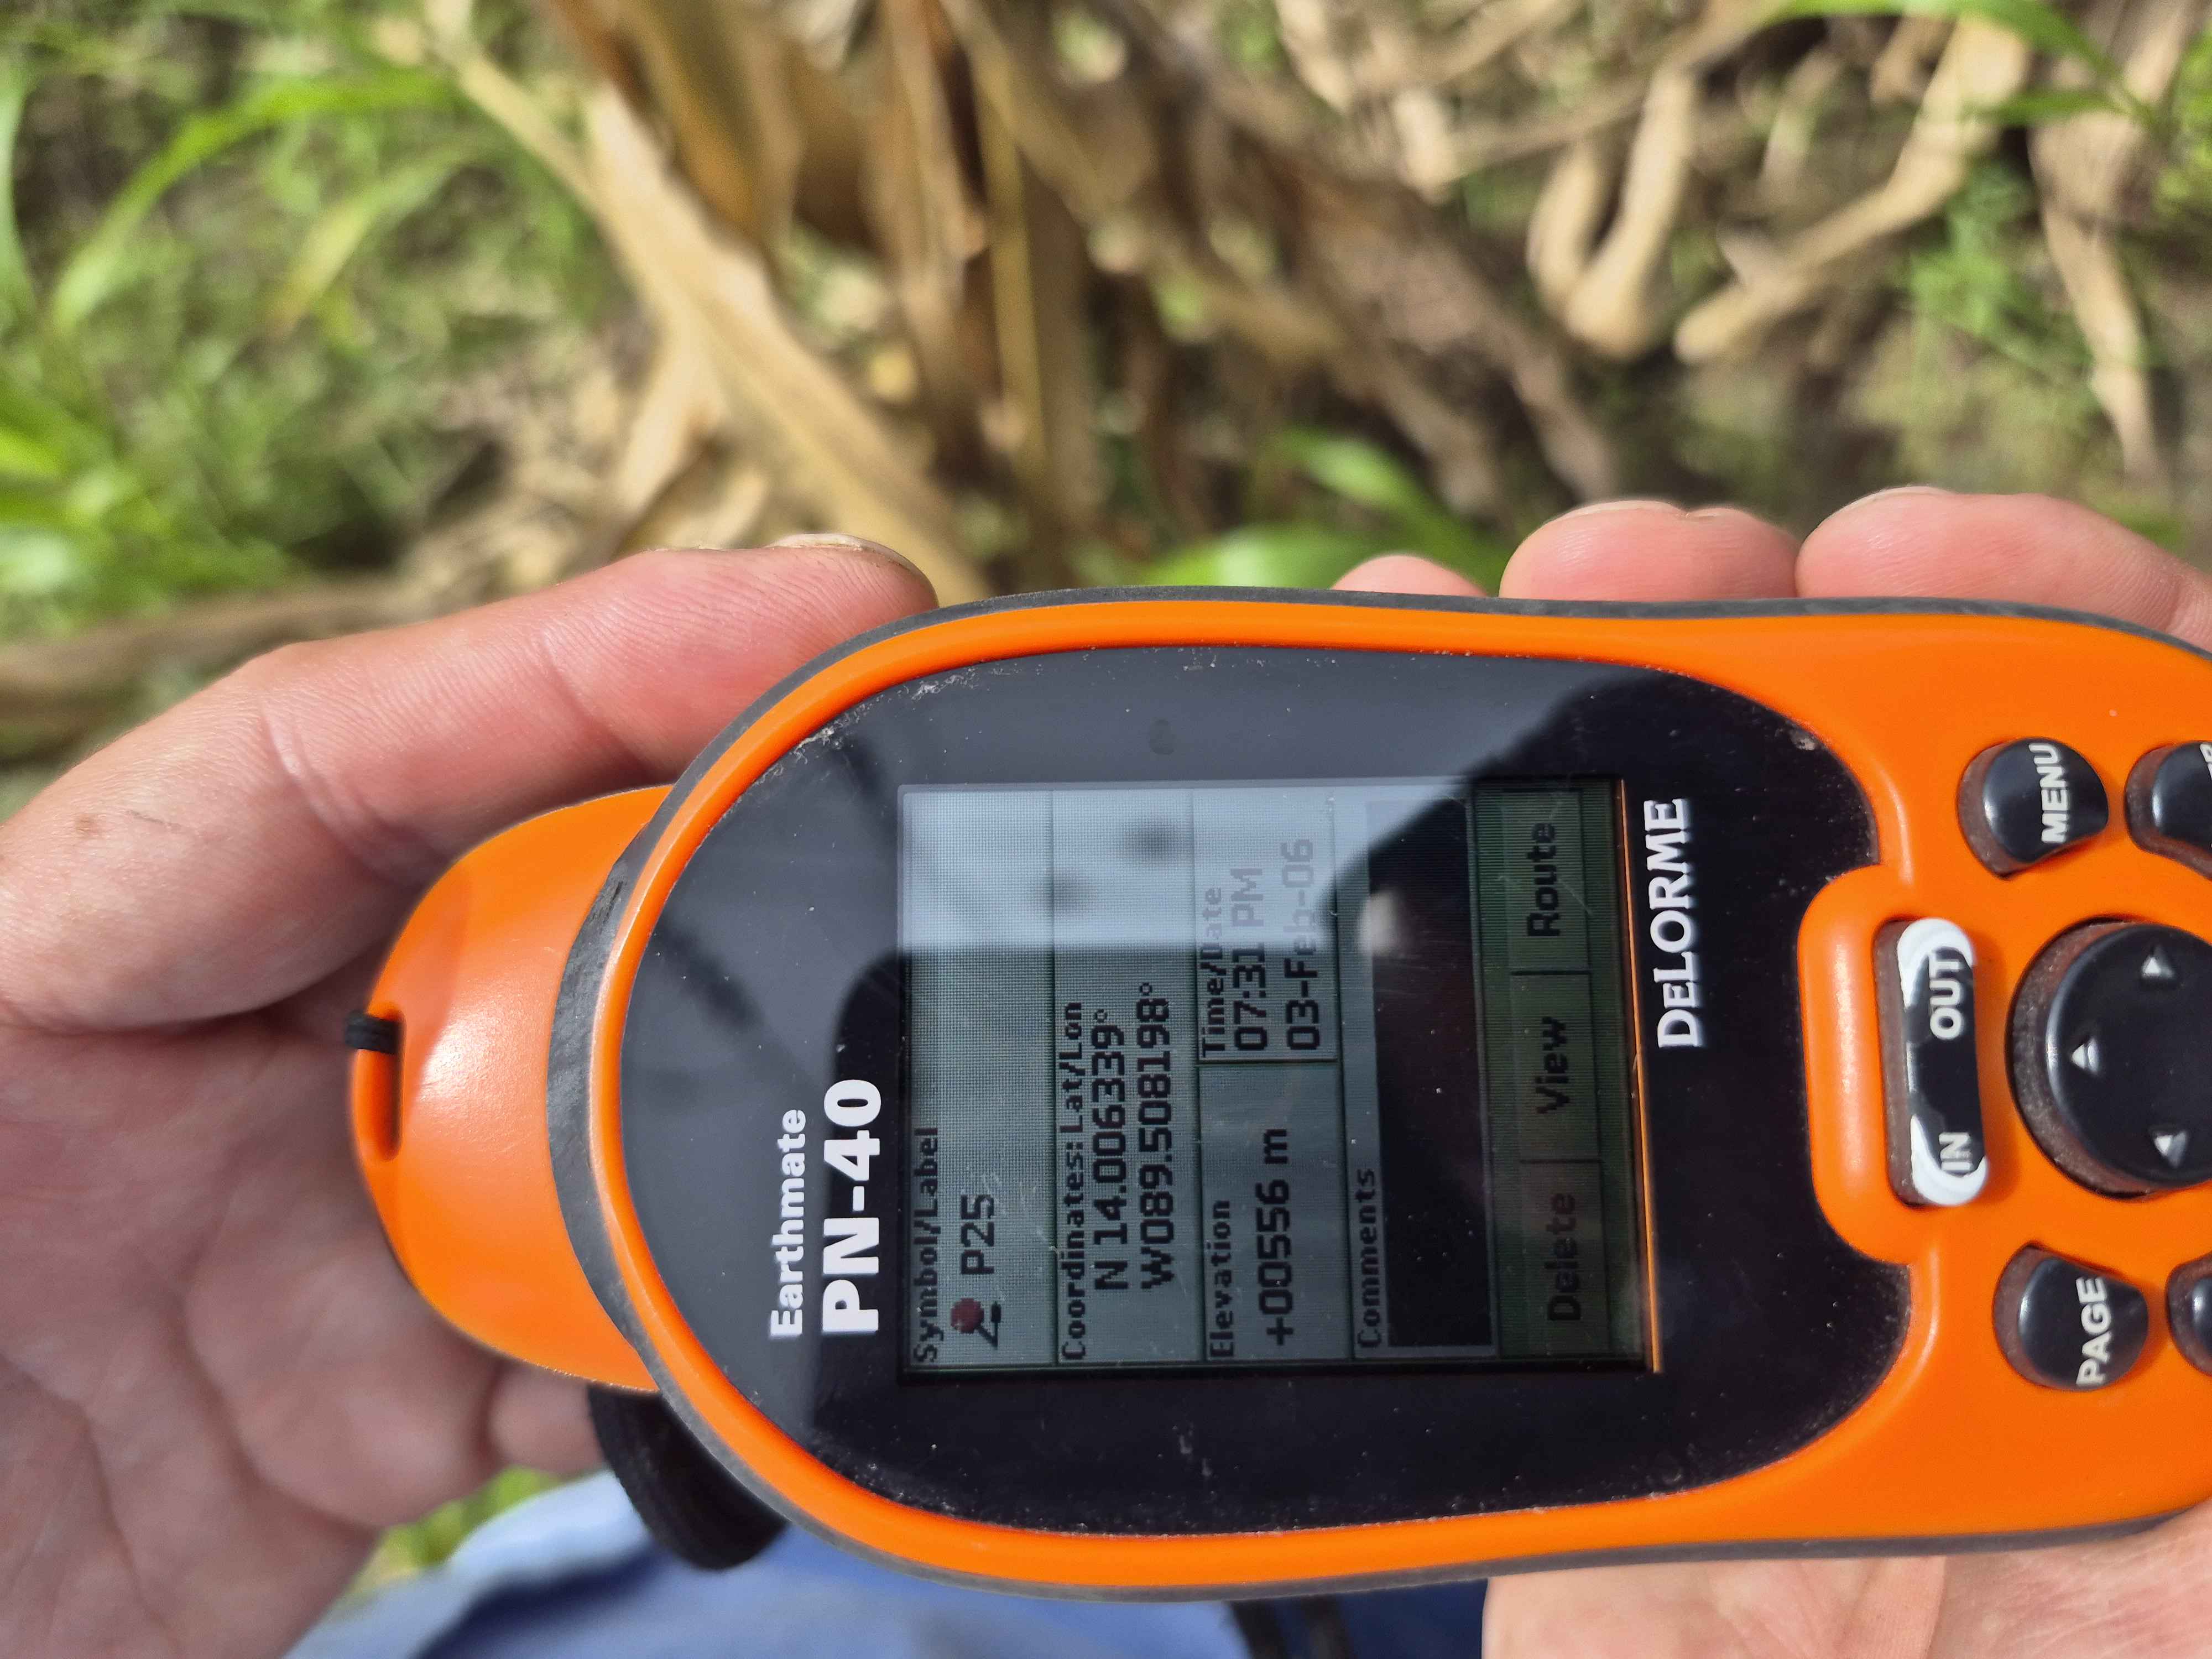 Earthmate
PN-40
Symbol/Label
P25
Coordinates: Lat/Lon
N 14.006339°
W089.508198°
Elevation
+00556 m
Time/Date
07:31 PM
03-Feb-06
Comments
Delete View Route
DELORME
IN OUT
PAGE
MENU